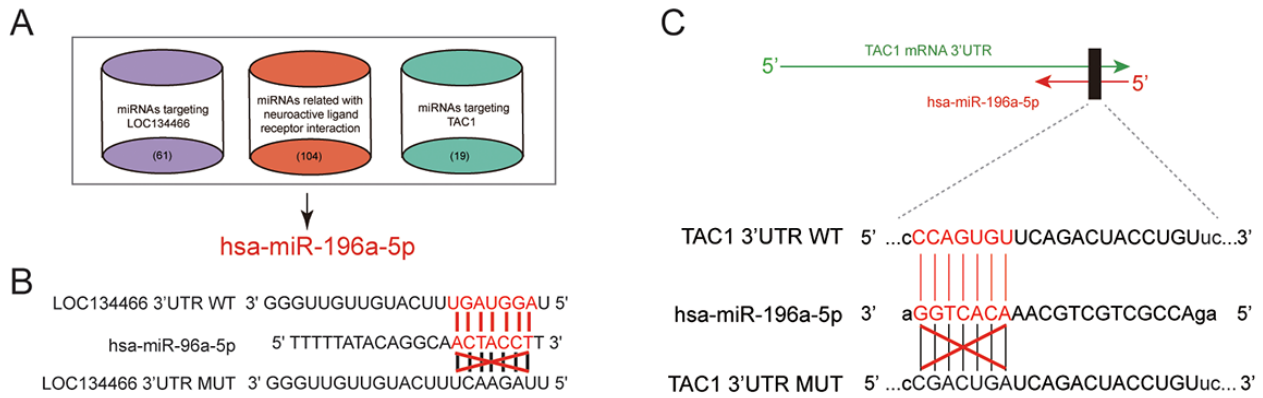 A
miRNAs targeting
LOC134466
(61)
miRNAs related with
neuroactive ligand
receptor interaction
(104)
miRNAs targeting
TAC1
(19)
hsa-miR-196a-5p
B
LOC134466 3'UTR WT 3' GGGUUGUUGUACUUUGAUGGAU 5'
hsa-miR-96a-5p 5' TTTTTATACAGGCAACTACCTT 3'
LOC134466 3'UTR MUT 3' GGGUUGUUGUACUUUCAAGAUU 5'
C
TAC1 mRNA 3'UTR
5'
5'
hsa-miR-196a-5p
TAC1 3'UTR WT 5' ...cCCAGUGUUCAGACUACCUGUuc...3'
hsa-miR-196a-5p 3' aGGTCACAAACGTCGTCGCCAga 5'
TAC1 3'UTR MUT 5' ...cCGACUGAUCAGACUACCUGUuc... 3'